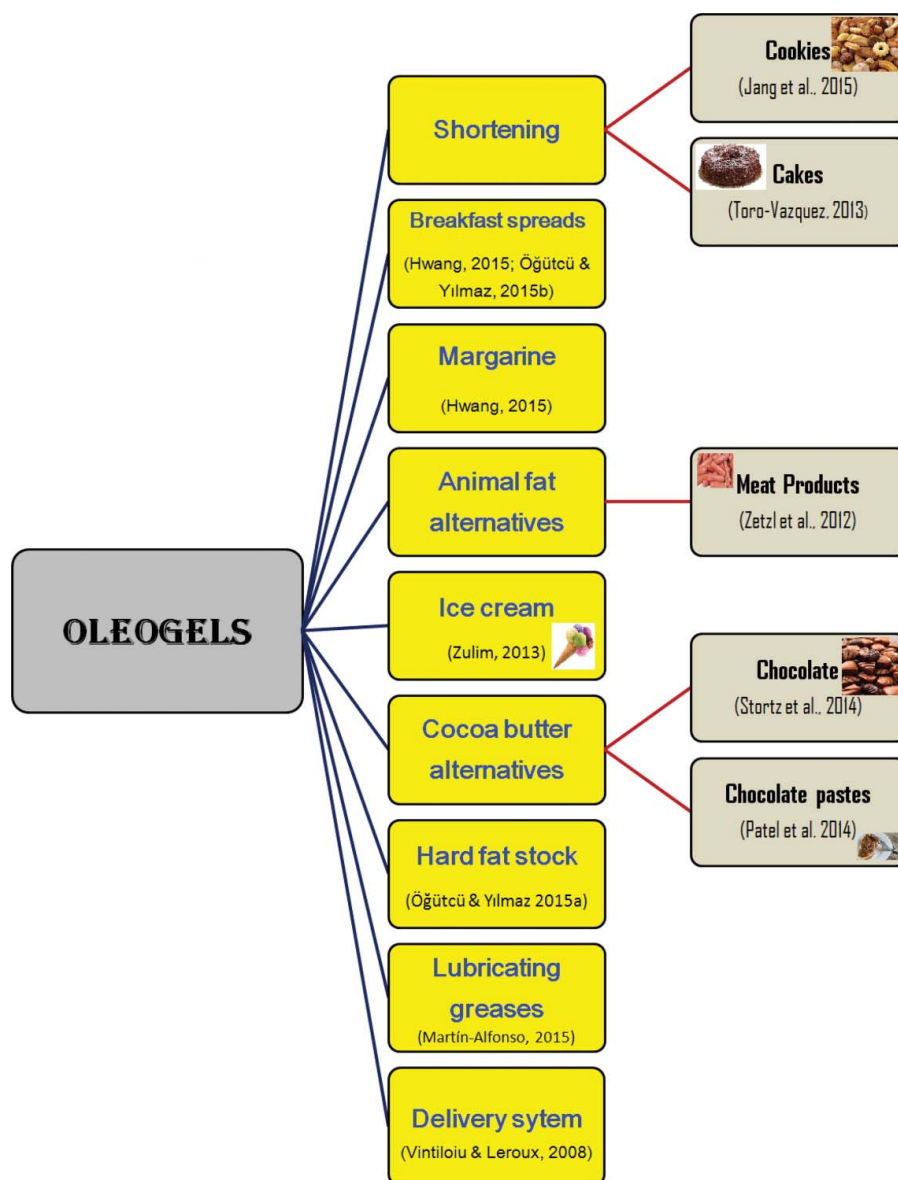 OLEOGELS
Shortening
Breakfast spreads
(Hwang, 2015; Öğütcü &
Yılmaz, 2015b)
Margarine
(Hwang, 2015)
Animal fat
alternatives
Ice cream
(Zulim, 2013)
Cocoa butter
alternatives
Hard fat stock
(Öğütcü & Yılmaz 2015a)
Lubricating
greases
(Martín-Alfonso, 2015)
Delivery sytem
(Vintiloiu & Leroux, 2008)
Cookies
(Jang et al., 2015)
Cakes
(Toro-Vazquez, 2013)
Meat Products
(Zetzl et al., 2012)
Chocolate
(Stortz et al., 2014)
Chocolate pastes
(Patel et al. 2014)